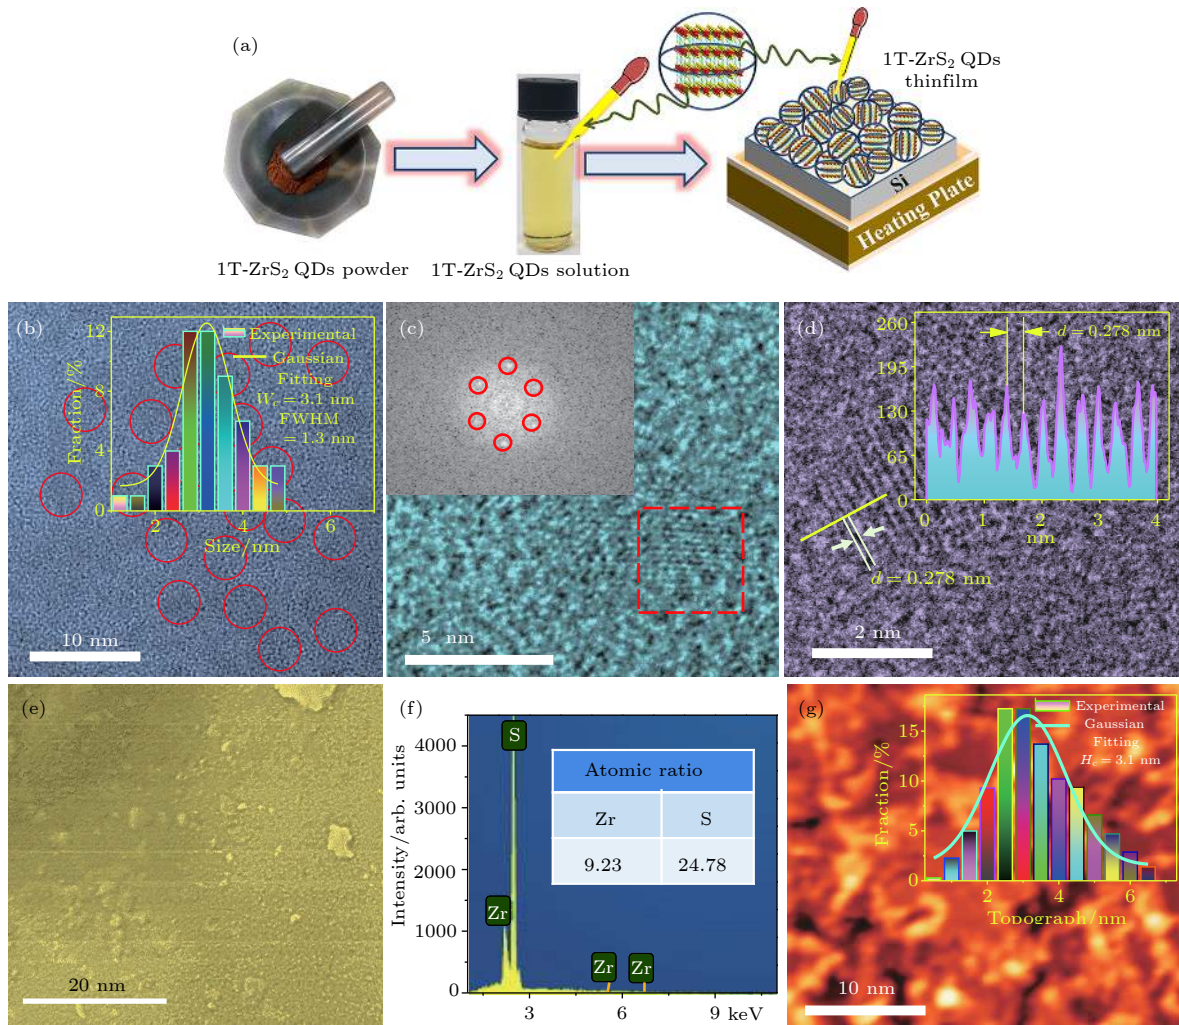 (a)
1T-ZrS₂ QDs
thinfilm
Si
Heating Plate
1T-ZrS₂ QDs powder
1T-ZrS₂ QDs solution
(b)
12
8
4
0
Fraction/%
Experimental
Gaussian
Fitting
W_c = 3.1 nm
FWHM
= 1.3 nm
2
4
6
Size/nm
10 nm
(c)
5 nm
(d)
260
195
130
65
0
d = 0.278 nm
0
1
2
3
4
nm
d = 0.278 nm
2 nm
(e)
20 nm
(f)
Intensity/arb. units
4000
3000
2000
1000
0
S
Zr
Zr
Zr
Atomic ratio
Zr
S
9.23
24.78
3
6
9
keV
(g)
15
10
5
0
Fraction/%
Experimental
Gaussian
Fitting
H_c = 3.1 nm
2
4
6
Topograph/nm
10 nm